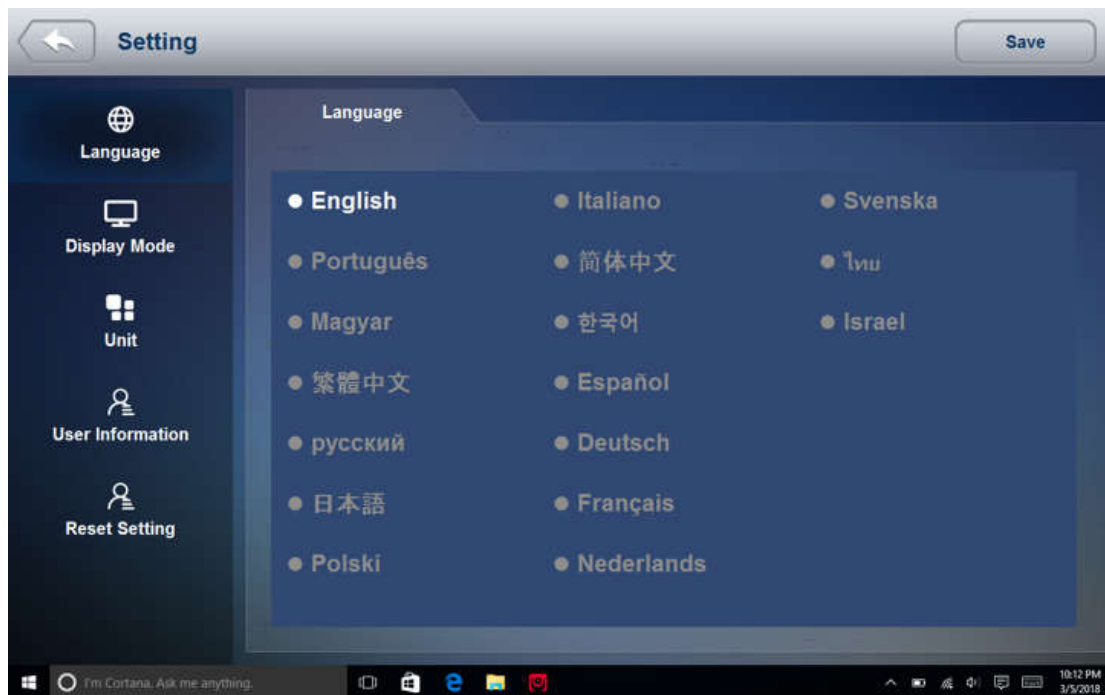 Setting
Save
Language
Display Mode
Unit
User Information
Reset Setting
Language
English
Português
Magyar
繁體中文
русский
日本語
Polski
Italiano
简体中文
한국어
Español
Deutsch
Français
Nederlands
Svenska
ไทย
Israel
I'm Cortana. Ask me anything.
10:12 PM
3/5/2018